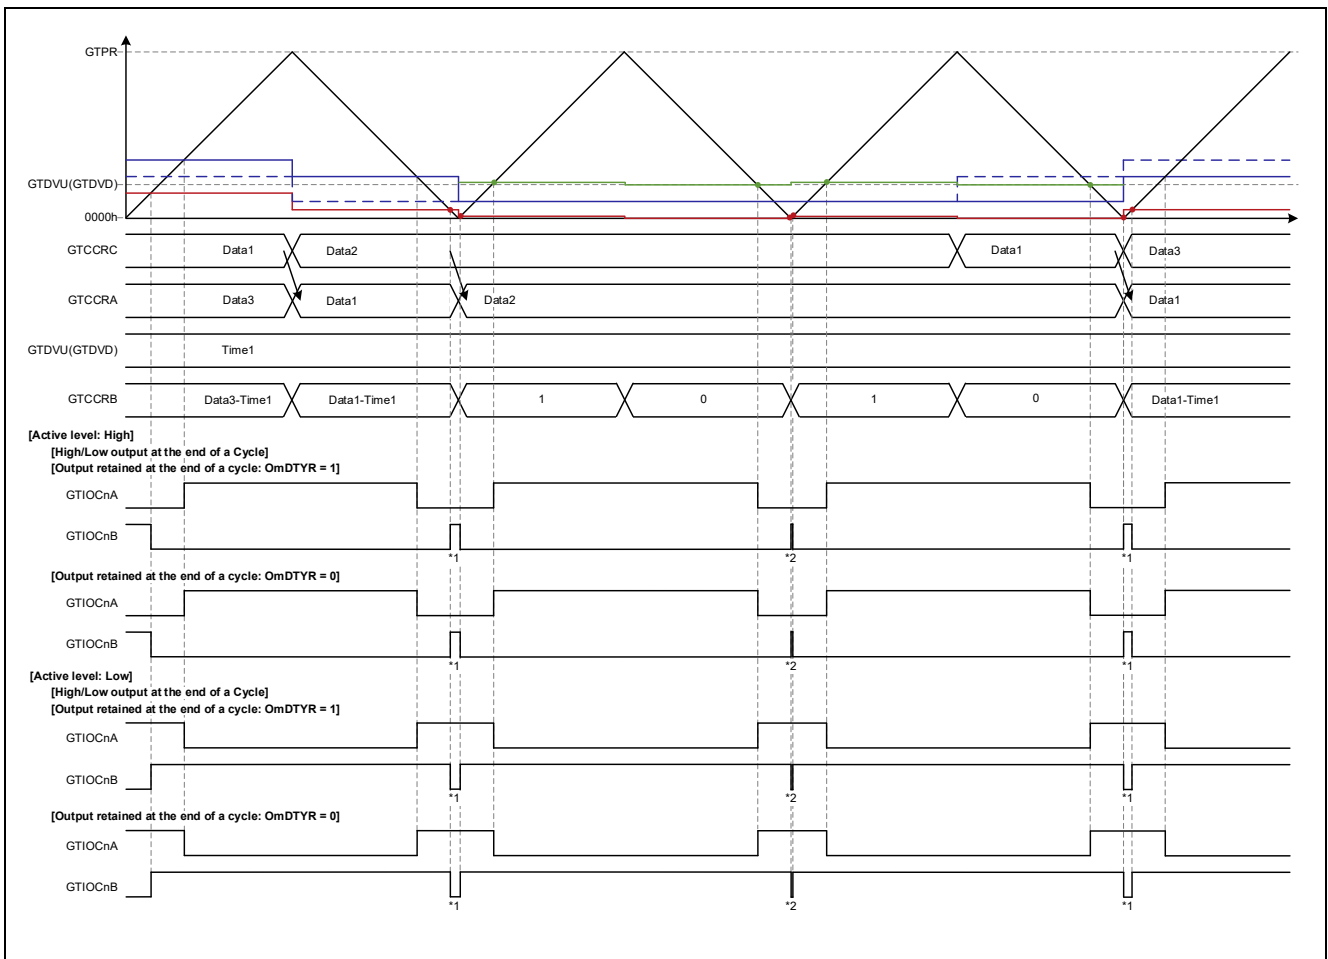 GTPR
GTDVU(GTDVD)
0000h
GTCCRC Data1 Data2 Data1 Data3
GTCCRA Data3 Data1 Data2 Data1
GTDVU(GTDVD) Time1
GTCCRB Data3-Time1 Data1-Time1 1 0 1 0 Data1-Time1
[Active level: High]
[High/Low output at the end of a Cycle]
[Output retained at the end of a cycle: OmDTYR = 1]
GTIOCnA
GTIOCnB
*1 *2 *1
[Output retained at the end of a cycle: OmDTYR = 0]
GTIOCnA
GTIOCnB
*1 *2 *1
[Active level: Low]
[High/Low output at the end of a Cycle]
[Output retained at the end of a cycle: OmDTYR = 1]
GTIOCnA
GTIOCnB
*1 *2 *1
[Output retained at the end of a cycle: OmDTYR = 0]
GTIOCnA
GTIOCnB
*1 *2 *1